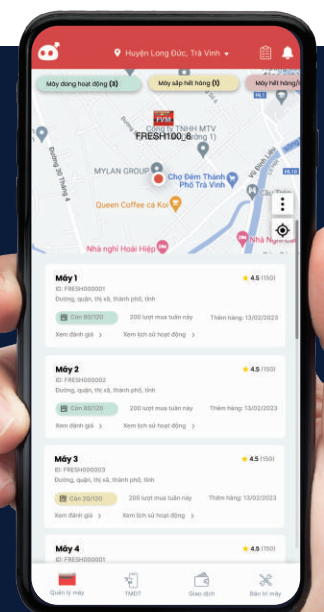 Huyện Long Đức, Trà Vinh
Máy đang hoạt động (3)
Máy sắp hết hàng (1)
Máy hết hàng/
FVM
Công ty TNHH MTV
FRESH100_6
Đường 30 Tháng 4
MYLAN GROUP
Chợ Đêm Thành
Phố Trà Vinh
Queen Coffee cá Koi
Nhà nghỉ Hoài Hiệp
Máy 1
4.5 (150)
ID: FRESH000001
Đường, quận, thị xã, thành phố, tỉnh
Còn 80/120
200 lượt mua tuần này
Thêm hàng: 13/02/2023
Xem đánh giá >
Xem lịch sử hoạt động >
Máy 2
4.5 (150)
ID: FRESH000002
Đường, quận, thị xã, thành phố, tỉnh
Còn 80/120
200 lượt mua tuần này
Thêm hàng: 13/02/2023
Xem đánh giá >
Xem lịch sử hoạt động >
Máy 3
4.5 (150)
ID: FRESH000003
Đường, quận, thị xã, thành phố, tỉnh
Còn 20/120
200 lượt mua tuần này
Thêm hàng: 13/02/2023
Xem đánh giá >
Xem lịch sử hoạt động >
Máy 4
4.5 (150)
ID: FRESH000001
Quản lý máy
TMĐT
Giao dịch
Bảo trì máy